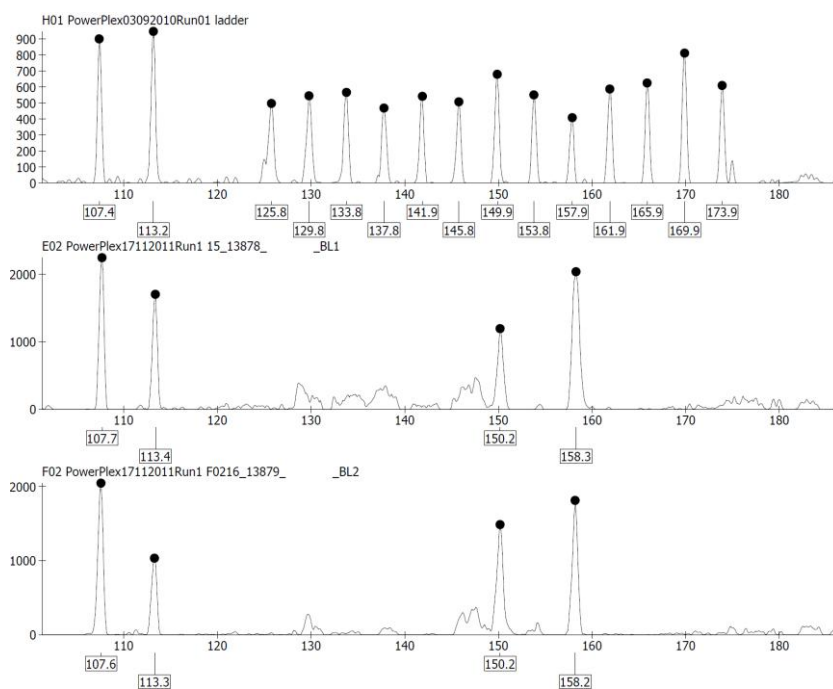 H01 PowerPlex03092010Run01 ladder
900
800
700
600
500
400
300
200
100
0
110 120 130 140 150 160 170 180
107.4 125.8 133.8 141.9 149.9 157.9 165.9 173.9
113.2 129.8 137.8 145.8 153.8 161.9 169.9
E02 PowerPlex17112011Run1 15_13878_ _BL1
2000
1000
0
110 120 130 140 150 160 170 180
107.7 150.2
113.4 158.3
F02 PowerPlex17112011Run1 F0216_13879_ _BL2
2000
1000
0
110 120 130 140 150 160 170 180
107.6 150.2
113.3 158.2